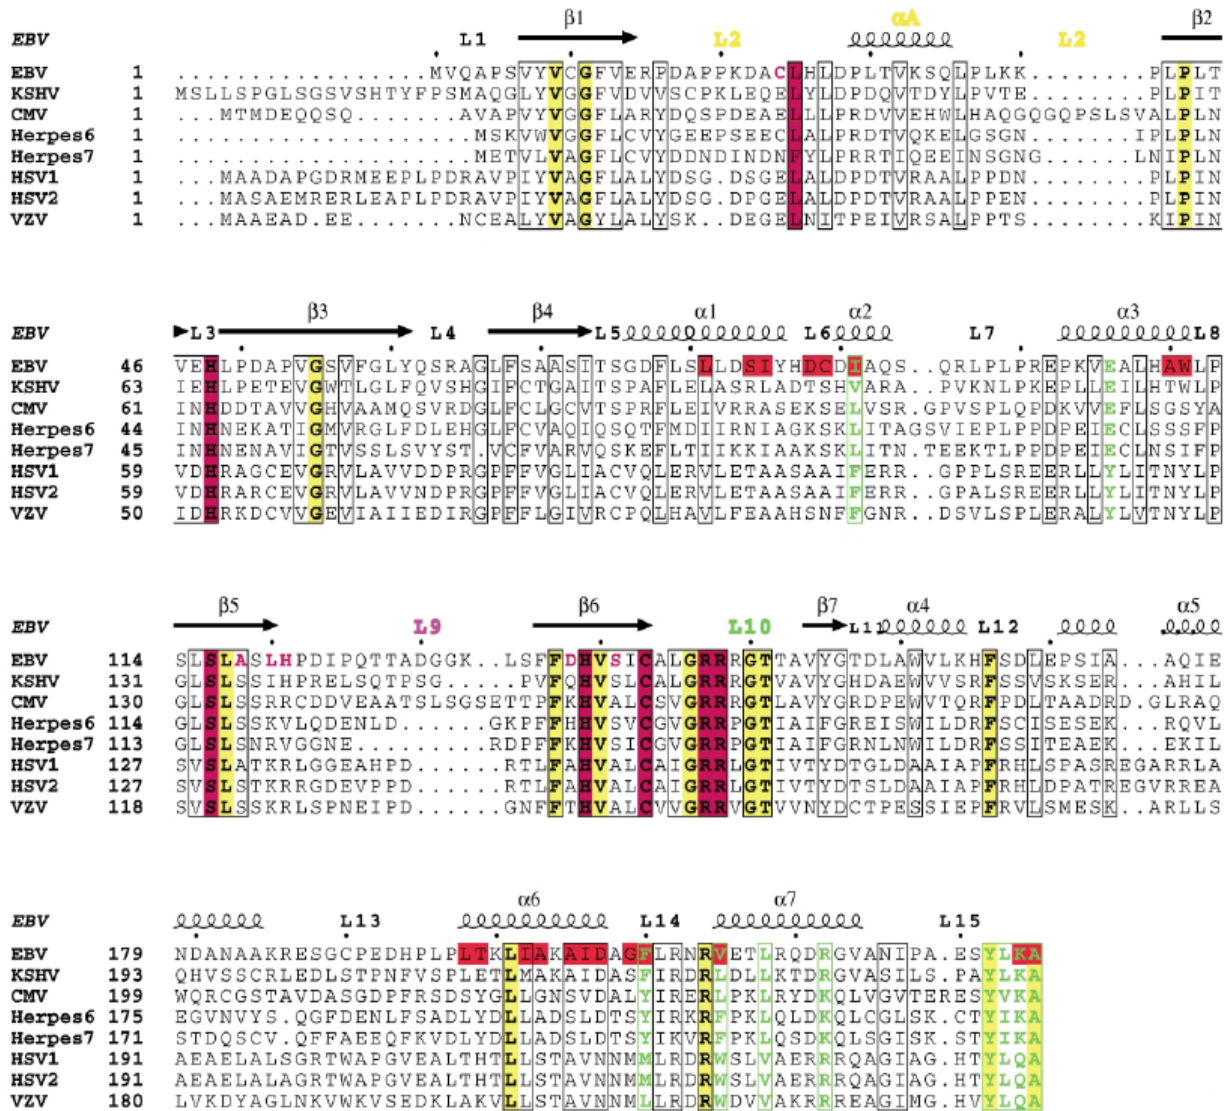 β1 αA β2
EBV L1 L2 L2
EBV 1 .................MVQAPSVYVCGFVERPDAPPKDACLHLDPLTVKSQLPLKK........PLPLT
KSHV 1 MSLLSPGLSGSVSHTYFPSMAQGLYVGGFVDVVSCPKLEQELYLDPDQVTDYLPVTE........PLPIT
CMV 1 ...MTMDEQQSQ.......AVAPVYVGGFLARYDQSPDEAELLLPRDVVEHWLHAQGQGQPSLSVALPLN
Herpes6 1 ....................MSKVWVGGFLCVYGEEPSEECLALPRDTVQKELGSGN.......IPLPLN
Herpes7 1 ....................METVLVAGFLCVYDDNDINDNFYLPRRTIQEEINSGNG......LNIPLN
HSV1 1 ...MAADAPGDRMEEPLPDRAVPIYVAGFLALYDSG.DSGELALDPDTVRAALPPDN........PLPIN
HSV2 1 ...MASAEMRERLEAPLPDRAVPIYVAGFLALYDSG.DPGELALDPDTVRAALPPEN........PLPIN
VZV 1 ...MAAEAD.EE.......NCEALYVAGYLALYSK..DEGELNITPEIVRSALPPTS........KIPIN
β3 β4 α1 α2 α3
EBV L3 L4 L5 L6 L7 L8
EBV 46 VEHLPDAPVGSVFGLYQSRAGLFSAASITSGDFLSLLDSIYHDCDIAQS..QRLPLPREPKVEALHAWLP
KSHV 63 IEHLPETEVGWTLGLFQVSHGIFCTGAITSPAFLELASRLADTSHVARA..PVKNLPKEPLLEILHTWLP
CMV 61 INHDDTAVVGHVAAMQSVRDGLFCLGCVTSPRFLEIVRRASEKSELVSR.GPVSPLQPDKVVEFLSGSYA
Herpes6 44 INHNEKATIGMVRGLFDLEHGLFCVAQIQSQTFMDIIRNIAGKSKLITAGSVIEPLPPDPEIECLSSSFP
Herpes7 45 INHNENAVIGTVSSLSVYST.VCFVARVQSKEFLTIIKKIAAKSKLITN.TEEKTLPPDPEIECLNSIFP
HSV1 59 VDHRAGCEVGRVLAVVDDPRGPFFVGLIACVQLERVLETAASAAIFERR..GPPLSREERLLYLITNYLP
HSV2 59 VDHRARCEVGRVLAVVNDPRGPFFVGLIACVQLERVLETAASAAIFERR..GPALSREERLLYLITNYLP
VZV 50 IDHRKDCVVGEVIAIIEDIRGPFFLGIVRCPQLHAVLFEAAHSNFFGNR..DSVLSPLERALYLVTNYLP
β5 β6 β7 α4 α5
EBV L9 L10 L11 L12
EBV 114 SLSLASLHPDIPQTTADGGK..LSFFDHVSICALGRRRGTTAVYGTDLAWVLKHFSDLEPSIA...AQIE
KSHV 131 GLSLSSIHPRELSQTPSG.....PVFQHVSLCALGRRRGTVAVYGHDAEWVVSRFSSVSKSER...AHIL
CMV 130 GLSLSSRRCDDVEAATSLSGSETTPFKHVALCSVGRRRGTLAVYGRDPEWVTQRFPDLTAADRD.GLRAQ
Herpes6 114 GLSLSSKVLQDENLD......GKPFFHHVSVCGVGRRPGTIAIFGREISWILDRFSCISESEK...RQVL
Herpes7 113 GLSLSNRVGGNE.........RDPFFKHVSICGVGRRPGTIAIFGRNLNWILDRFSSITEAEK...EKIL
HSV1 127 SVSLATKRLGGEAHPD......RTLFAHVALCAIGRRLGTIVTYDTGLDAAIAPFRHLSPASREGARRLA
HSV2 127 SVSLSTKRRGDEVPPD......RTLFAHVALCAIGRRLGTIVTYDTSLDAAIAPFRHLDPATREGVRREA
VZV 118 SVSLSSKRLSPNEIPD......GNFFTHVALCVVGRRVGTVVNYDCTPESSIEPFRVLSMESK..ARLLS
α6 α7
EBV L13 L14 L15
EBV 179 NDANAAKRESGCPEDHPLPLTKLIAKAIDAGFLRNRVETLRQDRGVANIPA.ESYLKA
KSHV 193 QHVSSCRLEDLSTPNFVSPLETLMAKAIDASFIRDRLDLLKTDRGVASILS.PAYLKA
CMV 199 WQRCGSTAVDASGDPFRSDSYGLLGNSVDALYIRERLPKLRYDKQLVGVTERESYVKA
Herpes6 175 EGVNVYS.QGFDENLFSADLYDLLADSLDTSYIRKRFPKLQLDKQLCGLSK.CTYIKA
Herpes7 171 STDQSCV.QFFAEEQFKVDLYDLLADSLDTSYIKVRFPKLQSDKQLSGISK.STYIKA
HSV1 191 AEAELALSGRTWAPGVEALTHTLLSTAVNNMMLRDRWSLVAERRRQAGIAG.HTYLQA
HSV2 191 AEAELALAGRTWAPGVEALTHTLLSTAVNNMMLRDRWSLVAERRRQAGIAG.HTYLQA
VZV 180 LVKDYAGLNKVWKVSEDKLAKVLLSTAVNNMLLRDRWDVVAKRRREAGIMG.HVYLQA